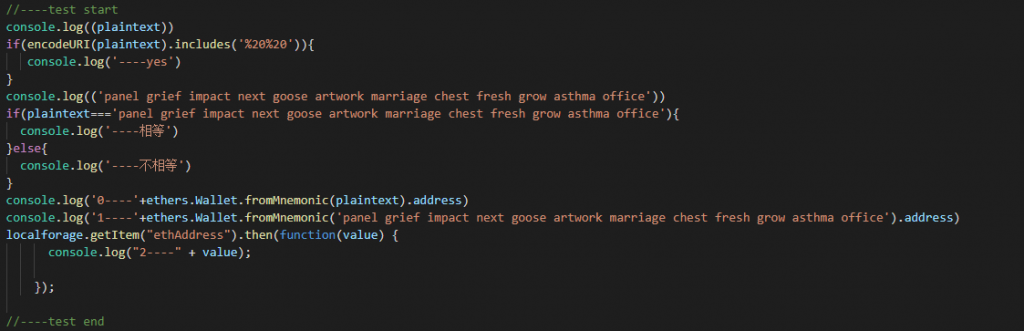 //----test start
console.log((plaintext))
if(encodeURI(plaintext).includes('%20%20')){
console.log('----yes')
}
console.log(('panel grief impact next goose artwork marriage chest fresh grow asthma office'))
if(plaintext==='panel grief impact next goose artwork marriage chest fresh grow asthma office'){
console.log('----相等')
}else{
console.log('----不相等')
}
console.log('0----'+ethers.Wallet.fromMnemonic(plaintext).address)
console.log('1----'+ethers.Wallet.fromMnemonic('panel grief impact next goose artwork marriage chest fresh grow asthma office').address)
localforage.getItem("ethAddress").then(function(value) {
console.log("2----" + value);
});
//----test end